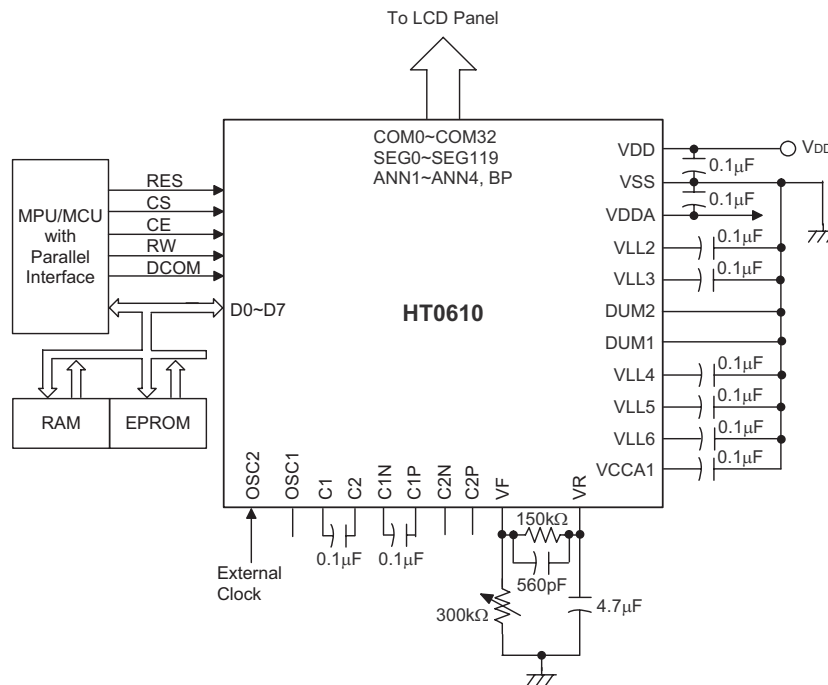 To LCD Panel
COM0~COM32
SEG0~SEG119
ANN1~ANN4, BP
MPU/MCU
with
Parallel
Interface
RES
CS
CE
RW
DCOM
D0~D7
RAM
EPROM
HT0610
VDD
VSS
VDDA
VLL2
VLL3
DUM2
DUM1
VLL4
VLL5
VLL6
VCCA1
VDD
0.1µF
0.1µF
0.1µF
0.1µF
0.1µF
0.1µF
0.1µF
0.1µF
OSC2
OSC1
C1
C2
C1N
C1P
C2N
C2P
VF
VR
0.1µF
0.1µF
150kΩ
560pF
300kΩ
4.7µF
External
Clock